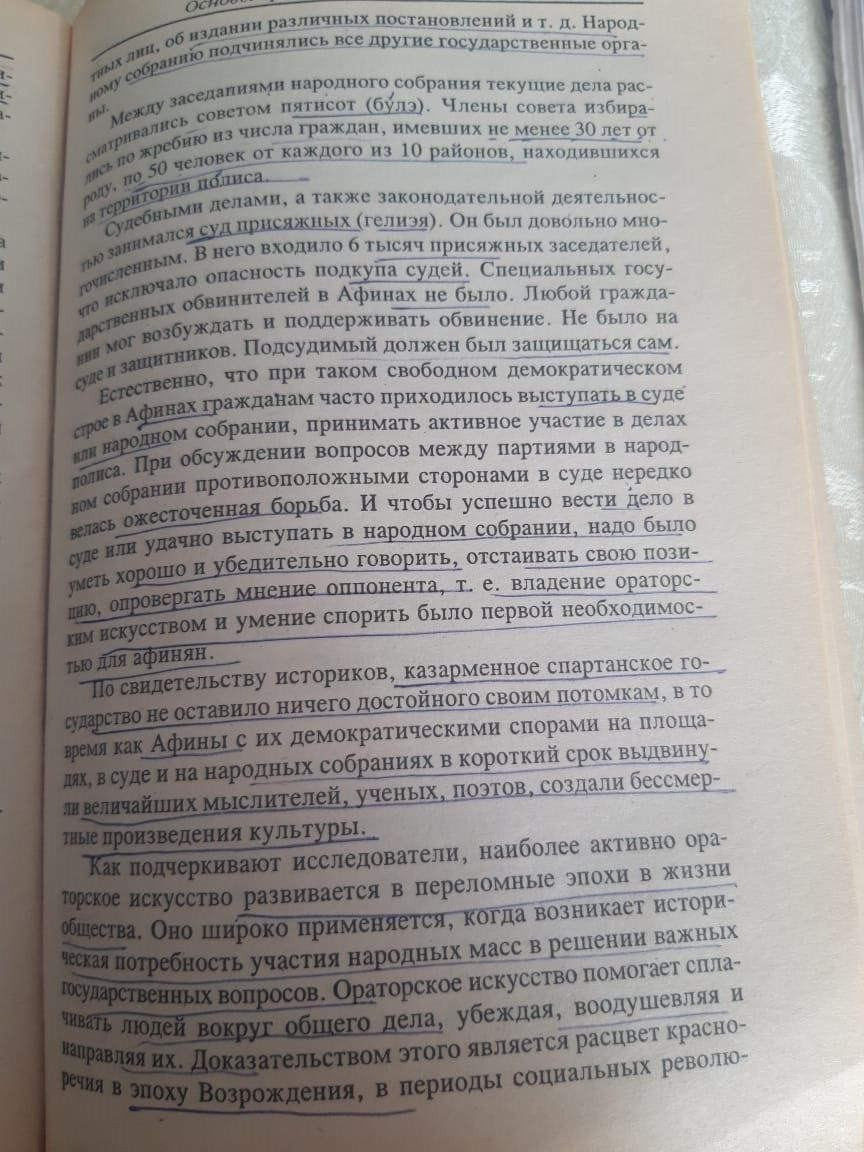 Основы
тных лиц, об издании различных постановлений и т. д. Народ-
ному собранию подчинялись все другие государственные орга-
ны.
Между заседаниями народного собрания текущие дела рас-
сматривались советом пятисот (булэ). Члены совета избира-
лись по жребию из числа граждан, имевших не менее 30 лет от
роду, по 50 человек от каждого из 10 районов, находившихся
на территории полиса.
Судебными делами, а также законодательной деятельнос-
тью занимался суд присяжных (гелиэя). Он был довольно мно-
гочисленным. В него входило 6 тысяч присяжных заседателей,
что исключало опасность подкупа судей. Специальных госу-
дарственных обвинителей в Афинах не было. Любой гражда-
нин мог возбуждать и поддерживать обвинение. Не было на
суде и защитников. Подсудимый должен был защищаться сам.
Естественно, что при таком свободном демократическом
строе в Афинах гражданам часто приходилось выступать в суде
или народном собрании, принимать активное участие в делах
полиса. При обсуждении вопросов между партиями в народ-
ном собрании противоположными сторонами в суде нередко
велась ожесточенная борьба. И чтобы успешно вести дело в
суде или удачно выступать в народном собрании, надо было
уметь хорошо и убедительно говорить, отстаивать свою пози-
цию, опровергать мнение оппонента, т. е. владение ораторс-
ким искусством и умение спорить было первой необходимос-
тью для афинян.
По свидетельству историков, казарменное спартанское го-
сударство не оставило ничего достойного своим потомкам, в то
время как Афины с их демократическими спорами на площа-
дях, в суде и на народных собраниях в короткий срок выдвину-
ли величайших мыслителей, ученых, поэтов, создали бессмер-
тные произведения культуры.
Как подчеркивают исследователи, наиболее активно ора-
торское искусство развивается в переломные эпохи в жизни
общества. Оно широко применяется, когда возникает истори-
ческая потребность участия народных масс в решении важных
государственных вопросов. Ораторское искусство помогает спла-
чивать людей вокруг общего дела, убеждая, воодушевляя и
направляя их. Доказательством этого является расцвет красно-
речия в эпоху Возрождения, в периоды социальных револю-